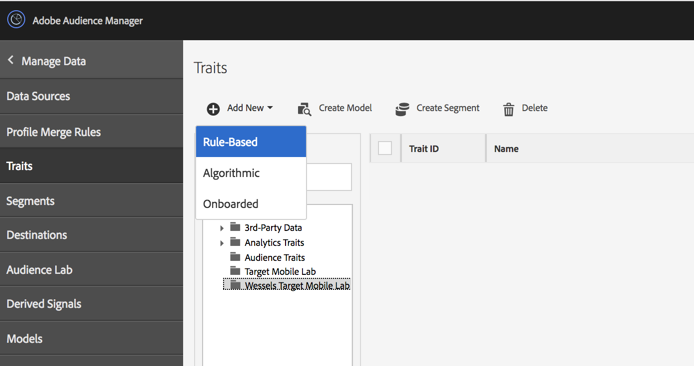 Adobe Audience Manager
Manage Data
Data Sources
Profile Merge Rules
Traits
Segments
Destinations
Audience Lab
Derived Signals
Models
Traits
Add New
Create Model
Create Segment
Delete
Rule-Based
Algorithmic
Onboarded
3rd-Party Data
Analytics Traits
Audience Traits
Target Mobile Lab
Wessels Target Mobile Lab
Trait ID
Name